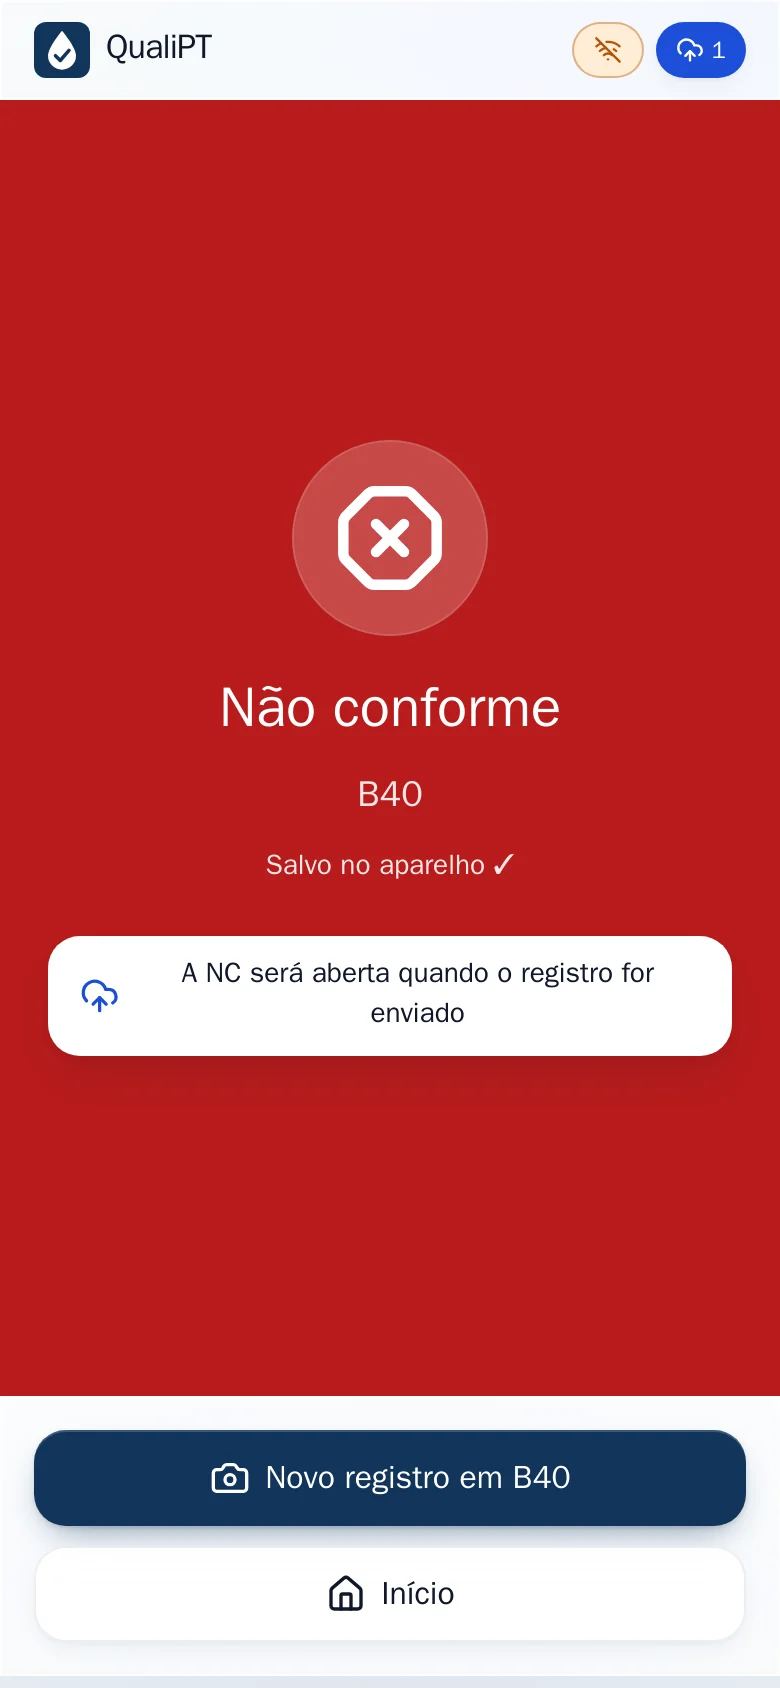 QualiPT
1
Não conforme
B40
Salvo no aparelho ✓
A NC será aberta quando o registro for
enviado
Novo registro em B40
Início